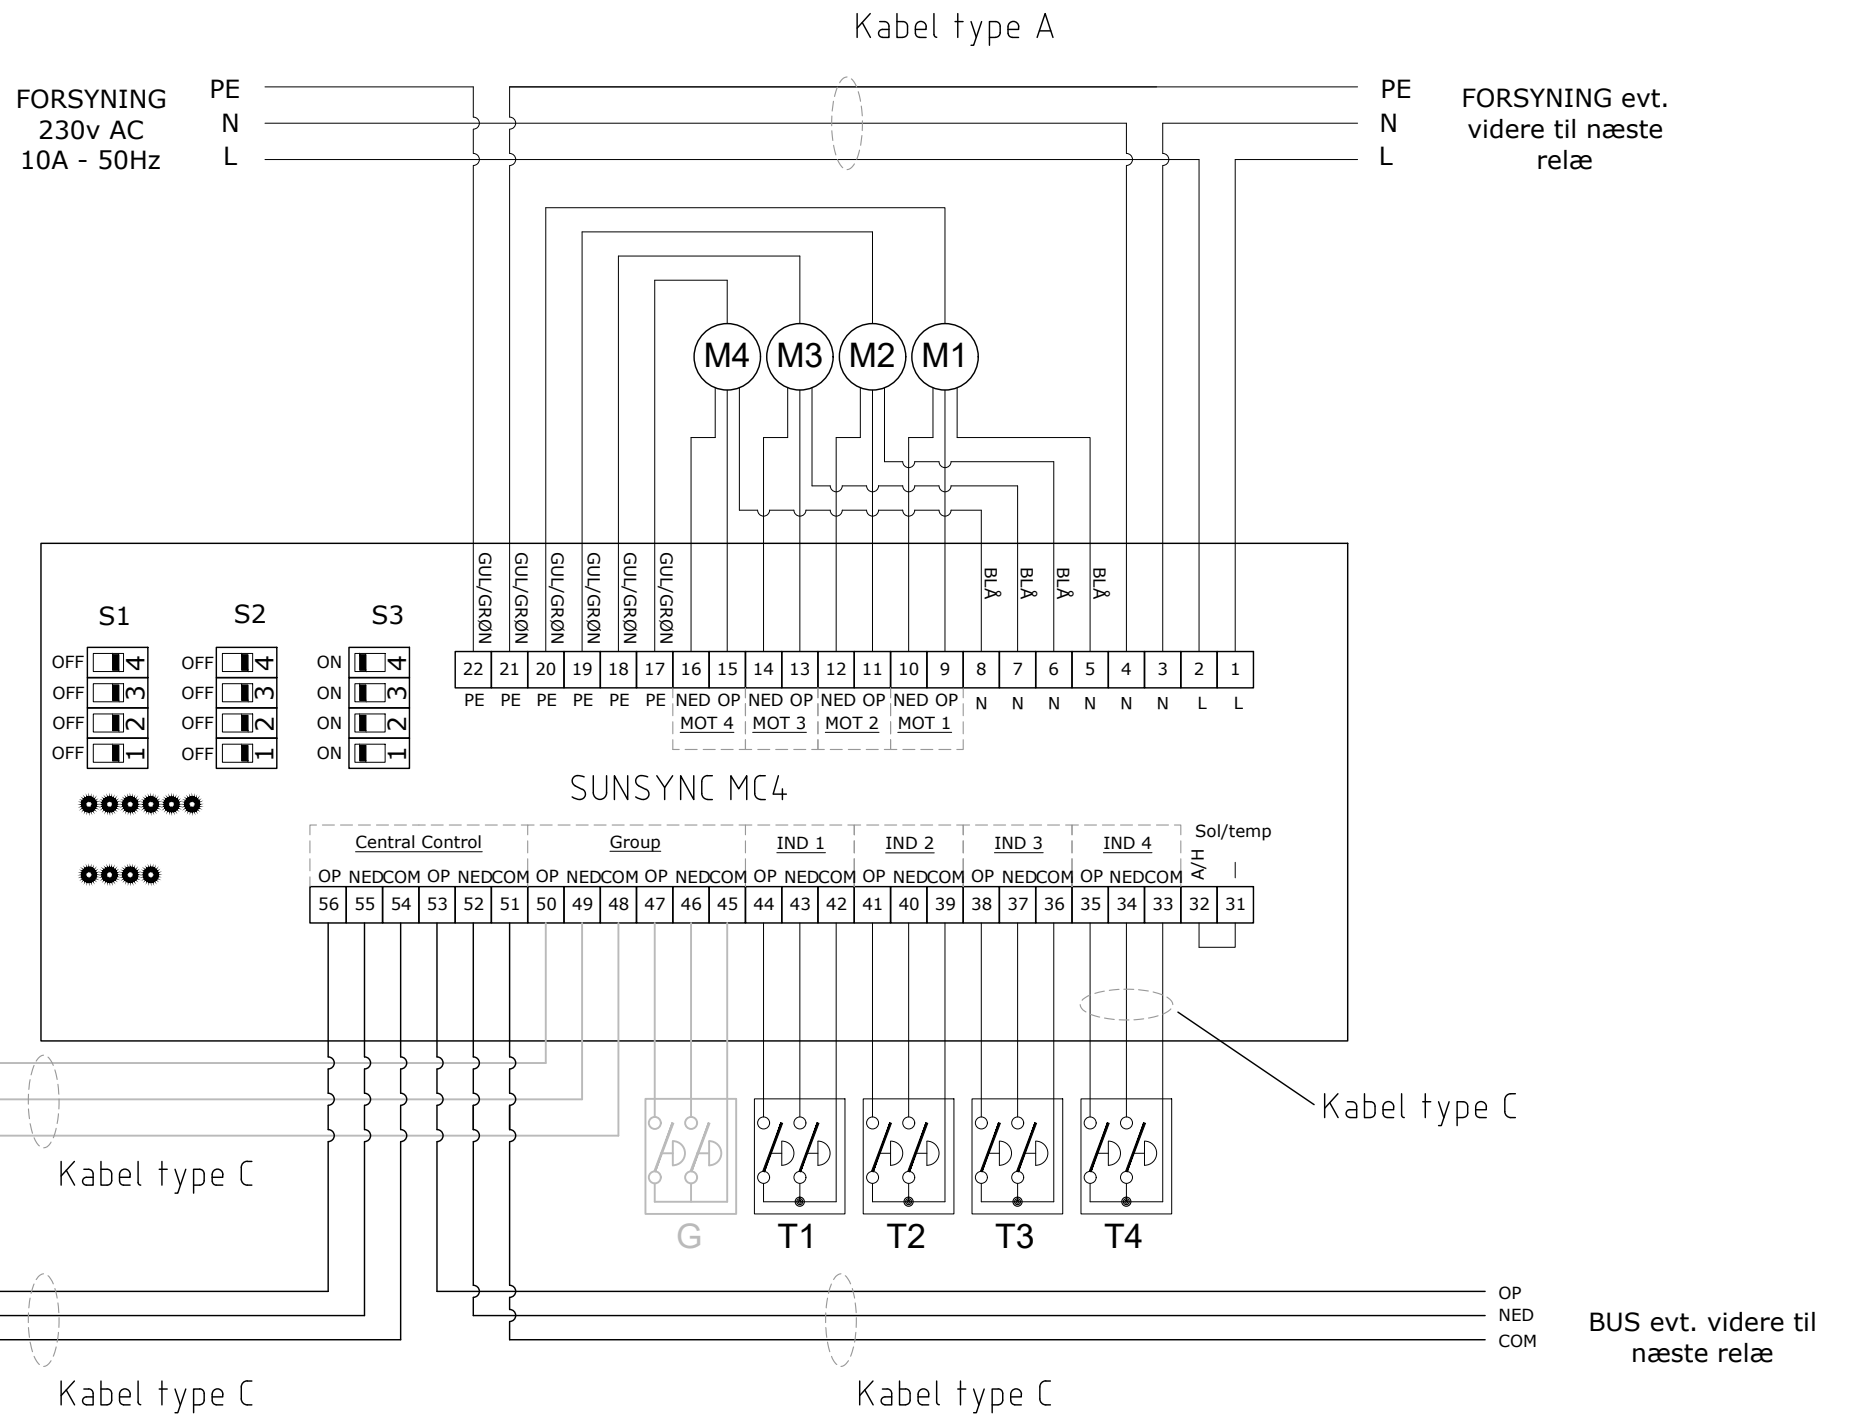 Kabel type A
FORSYNING
230v AC
10A - 50Hz
PE
N
L
PE
N
L
FORSYNING evt.
videre til næste
relæ
M4 M3 M2 M1
GUL/GRØN GUL/GRØN GUL/GRØN GUL/GRØN GUL/GRØN GUL/GRØN BLÅ BLÅ BLÅ BLÅ
S1 S2 S3
OFF 4 OFF 4 ON 4
OFF 3 OFF 3 ON 3
OFF 2 OFF 2 ON 2
OFF 1 OFF 1 ON 1
22 21 20 19 18 17 16 15 14 13 12 11 10 9 8 7 6 5 4 3 2 1
PE PE PE PE PE PE NED OP NED OP NED OP NED OP N N N N N N L L
MOT 4 MOT 3 MOT 2 MOT 1
SUNSYNC MC4
Central Control Group IND 1 IND 2 IND 3 IND 4 Sol/temp
OP NED COM OP NED COM OP NED COM OP NED COM OP NED COM OP NED COM OP NED COM OP NED COM A/H —
56 55 54 53 52 51 50 49 48 47 46 45 44 43 42 41 40 39 38 37 36 35 34 33 32 31
Kabel type C
Kabel type C
G T1 T2 T3 T4
OP
NED
COM
BUS evt. videre til
næste relæ
Kabel type C
Kabel type C